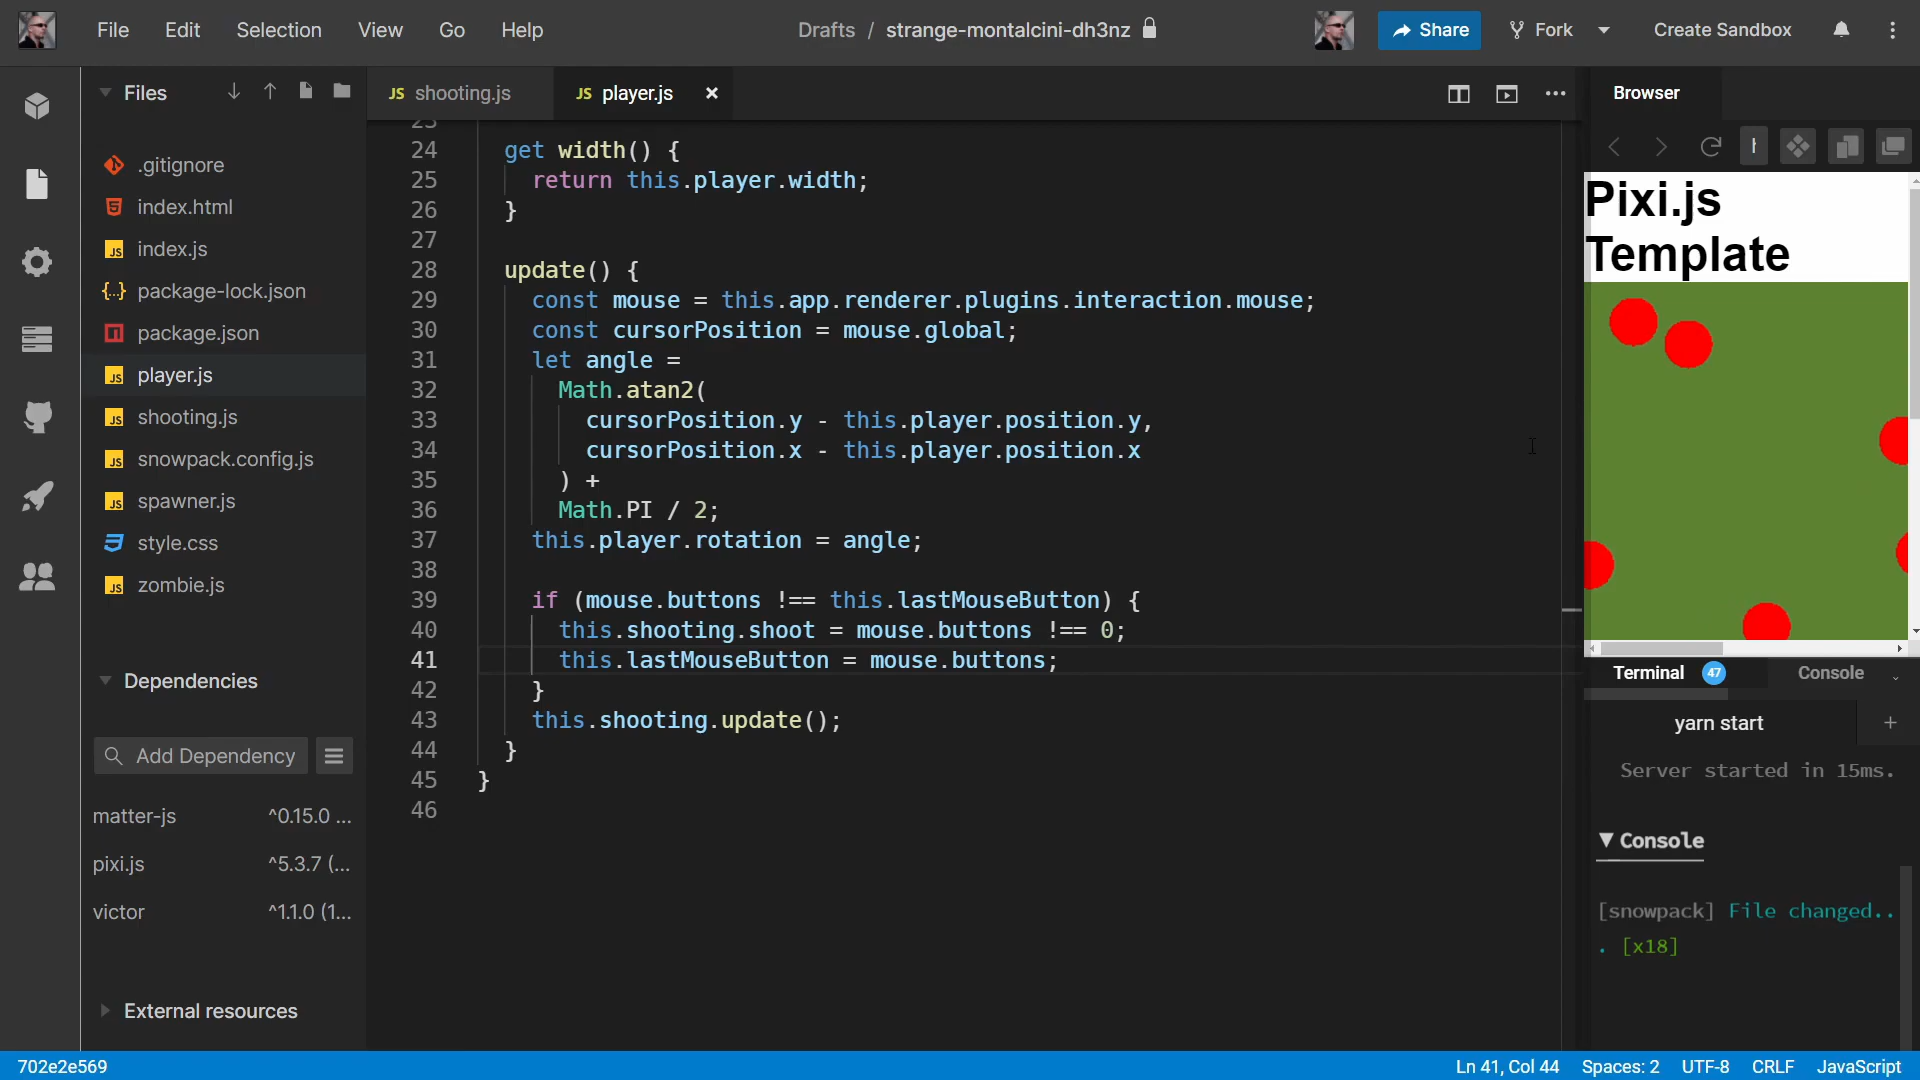 File Edit Selection View Go Help
Drafts / strange-montalcini-dh3nz
Share Fork Create Sandbox
Files
.gitignore
index.html
index.js
package-lock.json
package.json
player.js
shooting.js
snowpack.config.js
spawner.js
style.css
zombie.js
Dependencies
Add Dependency
matter-js ^0.15.0 ...
pixi.js ^5.3.7 (...
victor ^1.1.0 (1...
External resources
JS shooting.js JS player.js
23
24 get width() {
25 return this.player.width;
26 }
27
28 update() {
29 const mouse = this.app.renderer.plugins.interaction.mouse;
30 const cursorPosition = mouse.global;
31 let angle =
32 Math.atan2(
33 cursorPosition.y - this.player.position.y,
34 cursorPosition.x - this.player.position.x
35 ) +
36 Math.PI / 2;
37 this.player.rotation = angle;
38
39 if (mouse.buttons !== this.lastMouseButton) {
40 this.shooting.shoot = mouse.buttons !== 0;
41 this.lastMouseButton = mouse.buttons;
42 }
43 this.shooting.update();
44 }
45 }
46
Browser
Pixi.js
Template
Terminal 47 Console
yarn start +
Server started in 15ms.
▼ Console
[snowpack] File changed..
. [x18]
702e2e569
Ln 41, Col 44 Spaces: 2 UTF-8 CRLF JavaScript